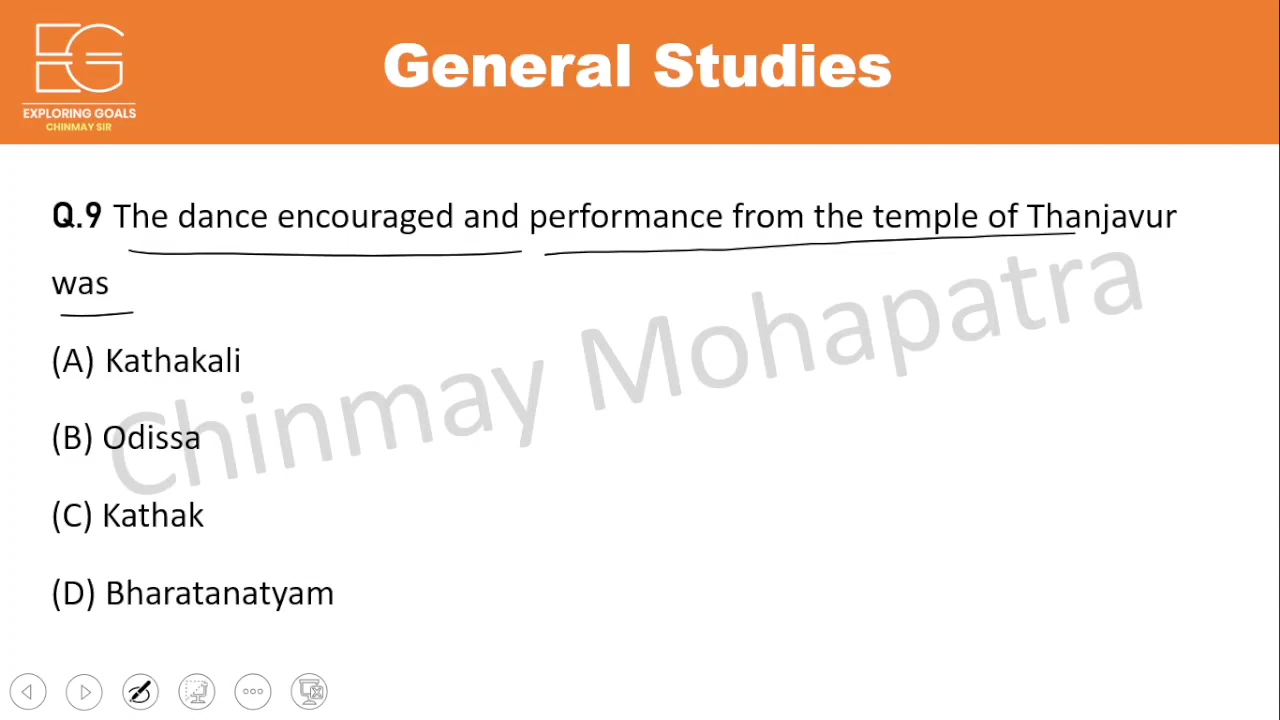 EG
EXPLORING GOALS
CHINMAY SIR
General Studies
Q.9 The dance encouraged and performance from the temple of Thanjavur
was
(A) Kathakali
(B) Odissa
(C) Kathak
(D) Bharatanatyam
Chinmay Mohapatra